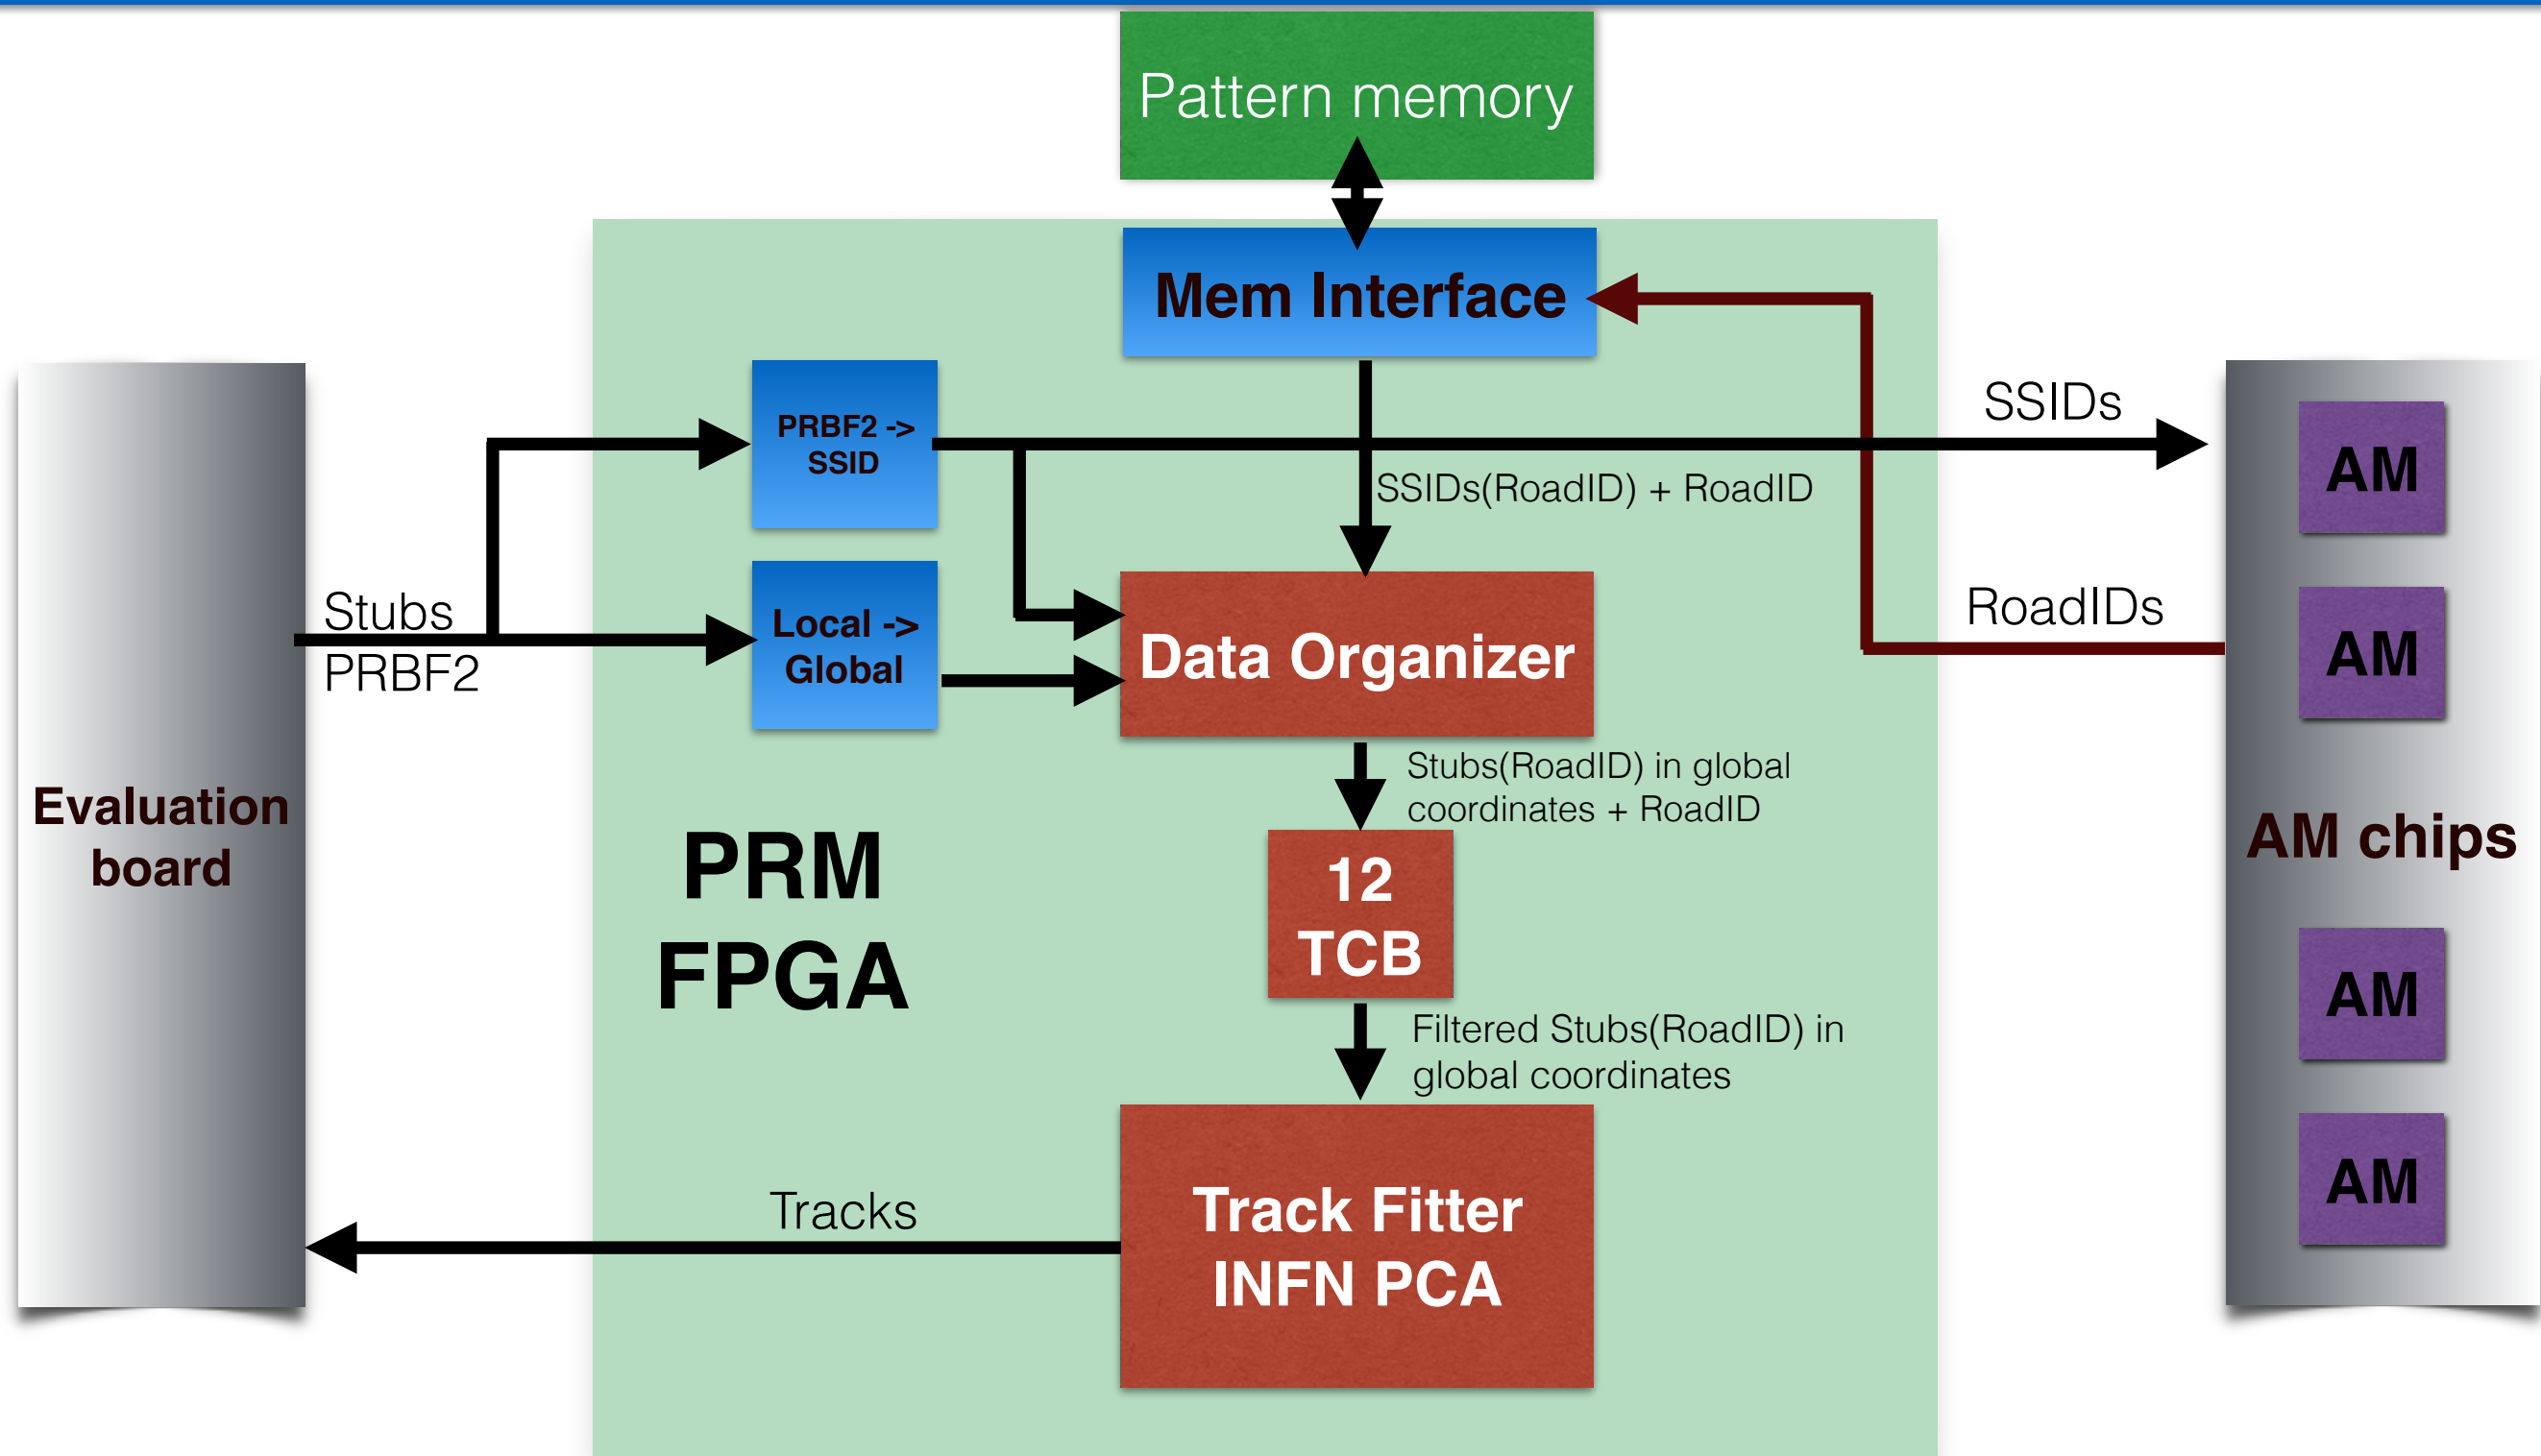 Pattern memory
Mem Interface
PRBF2 ->
SSID
SSIDs
AM
SSIDs(RoadID) + RoadID
Stubs
PRBF2
Local ->
Global
Data Organizer
RoadIDs
AM
Stubs(RoadID) in global
coordinates + RoadID
Evaluation
board
PRM
FPGA
12
TCB
AM chips
Filtered Stubs(RoadID) in
global coordinates
AM
Tracks
Track Fitter
INFN PCA
AM